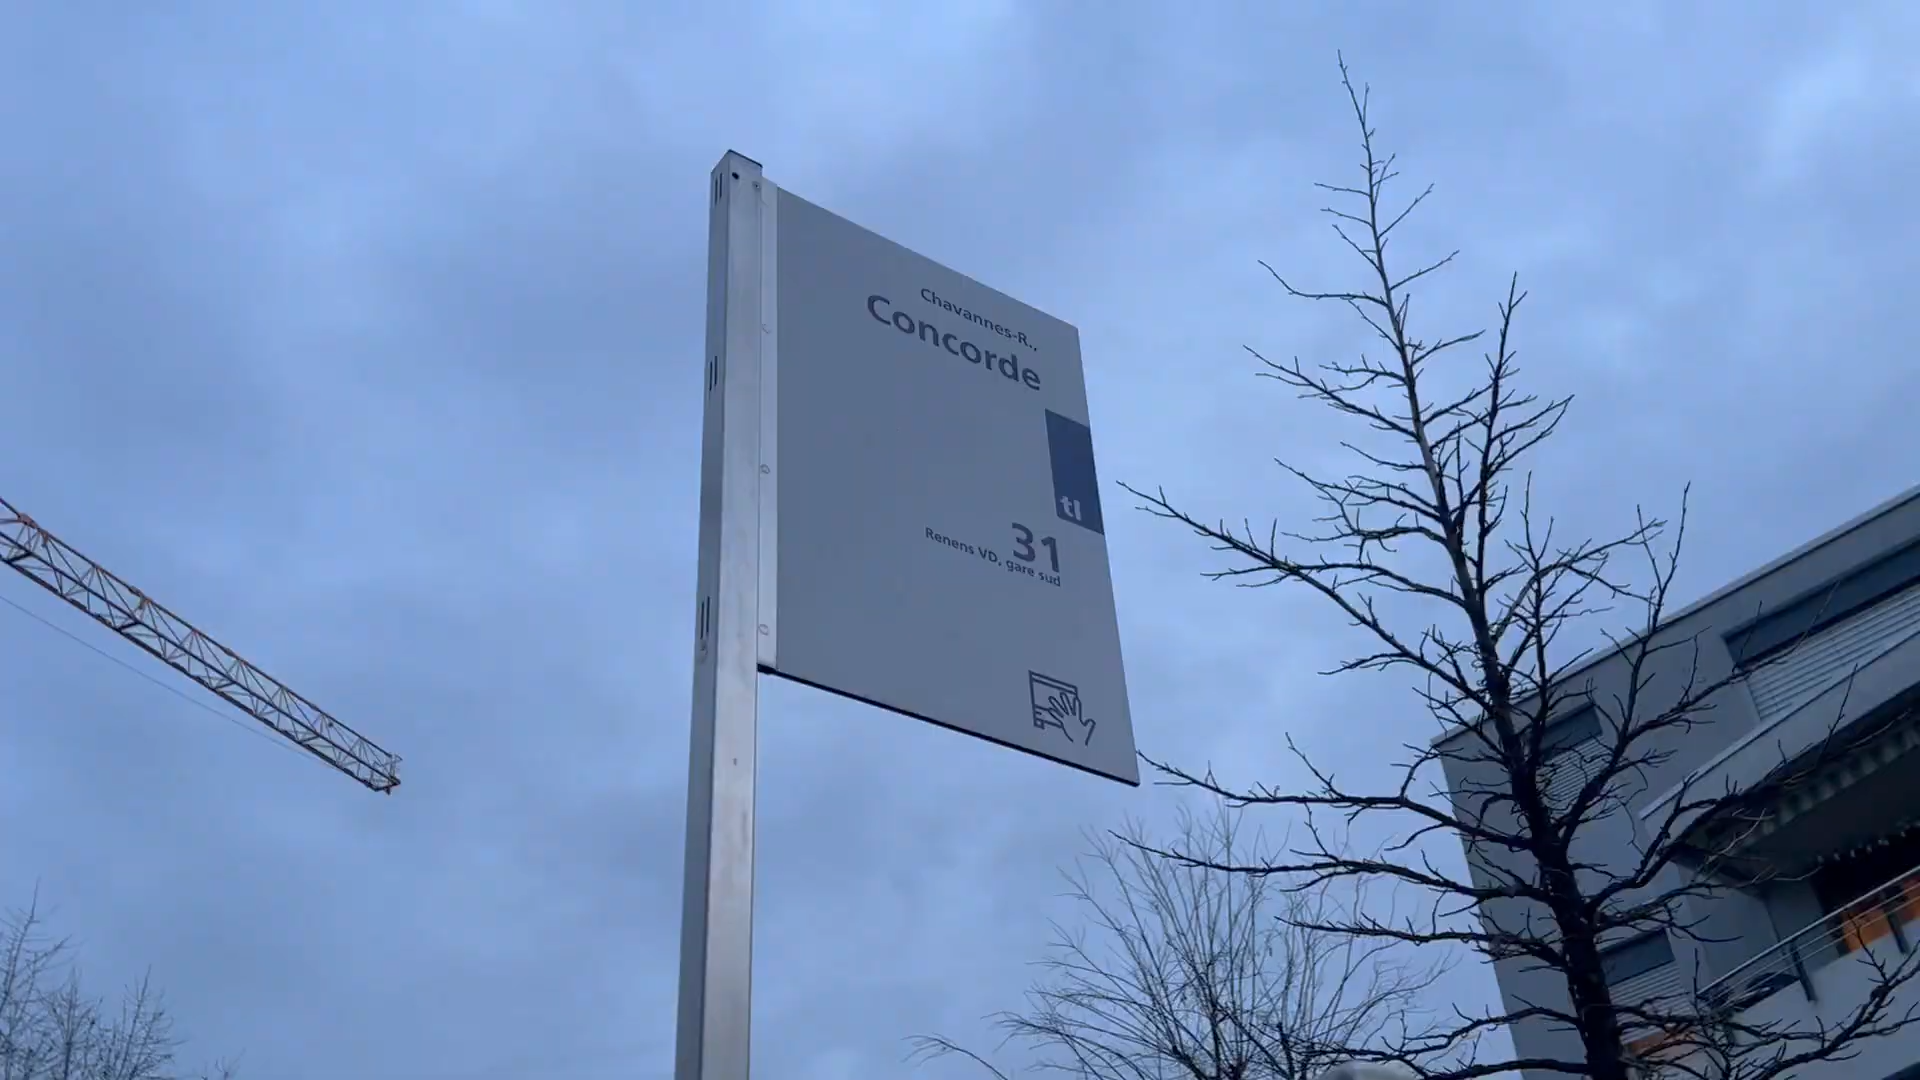 Chavannes-R.,
Concorde
tl
31
Renens VD, gare sud